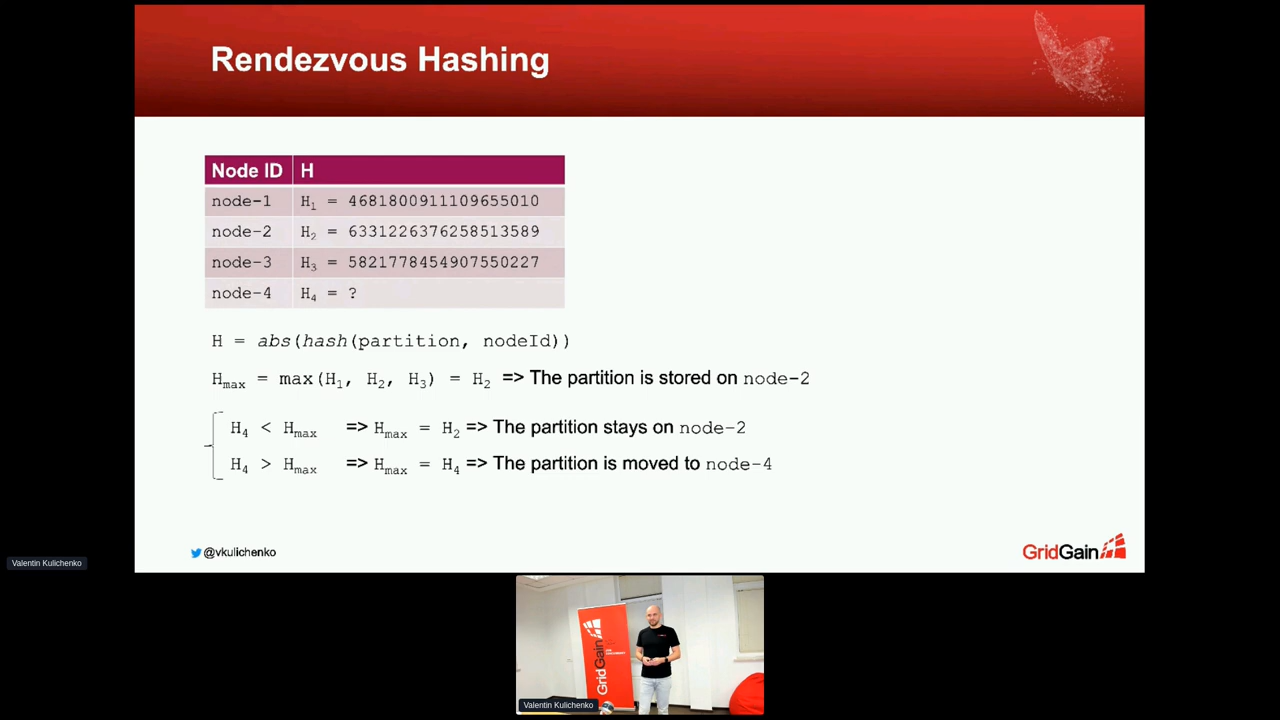 Rendezvous Hashing
Node ID H
node-1 H1 = 4681800911109655010
node-2 H2 = 6331226376258513589
node-3 H3 = 5821778454907550227
node-4 H4 = ?
H = abs(hash(partition, nodeId))
Hmax = max(H1, H2, H3) = H2 => The partition is stored on node-2
H4 < Hmax => Hmax = H2 => The partition stays on node-2
H4 > Hmax => Hmax = H4 => The partition is moved to node-4
@vkulichenko
GridGain
Valentin Kulichenko
GridGain
Valentin Kulichenko